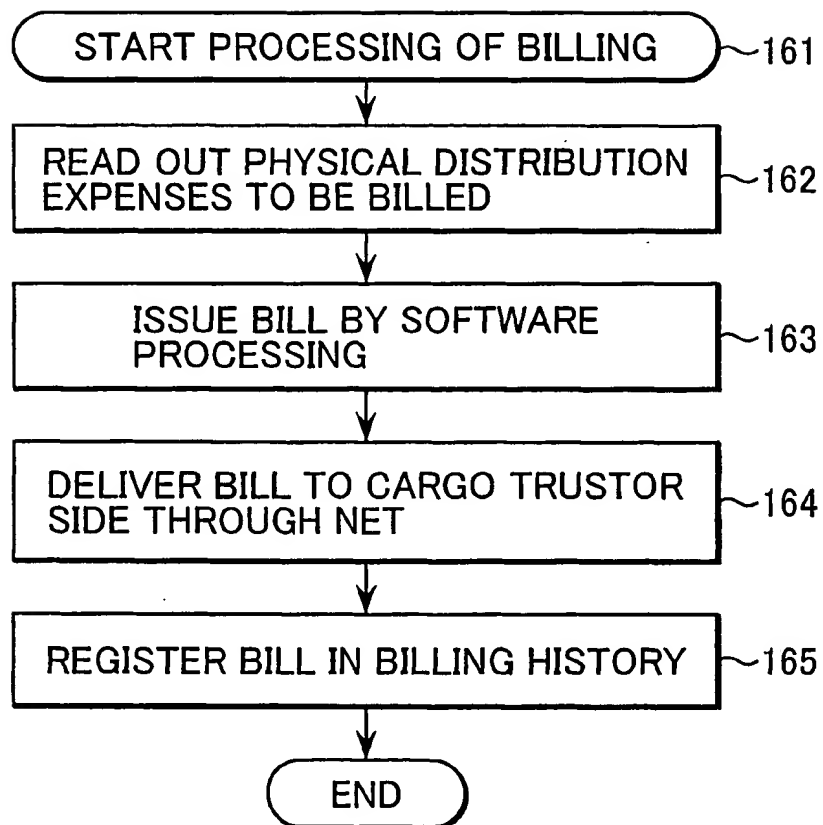 START PROCESSING OF BILLING
161
READ OUT PHYSICAL DISTRIBUTION
EXPENSES TO BE BILLED
162
ISSUE BILL BY SOFTWARE
PROCESSING
163
DELIVER BILL TO CARGO TRUSTOR
SIDE THROUGH NET
164
REGISTER BILL IN BILLING HISTORY
165
END